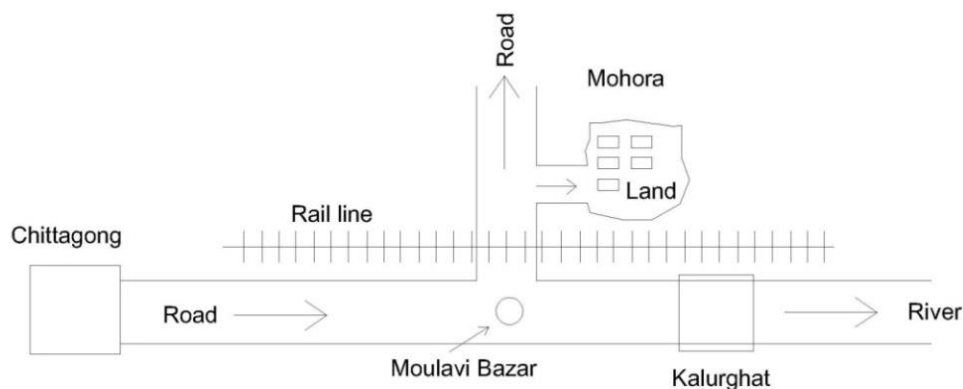 Road
Mohora
Land
Rail line
Chittagong
Road
River
Moulavi Bazar
Kalurghat